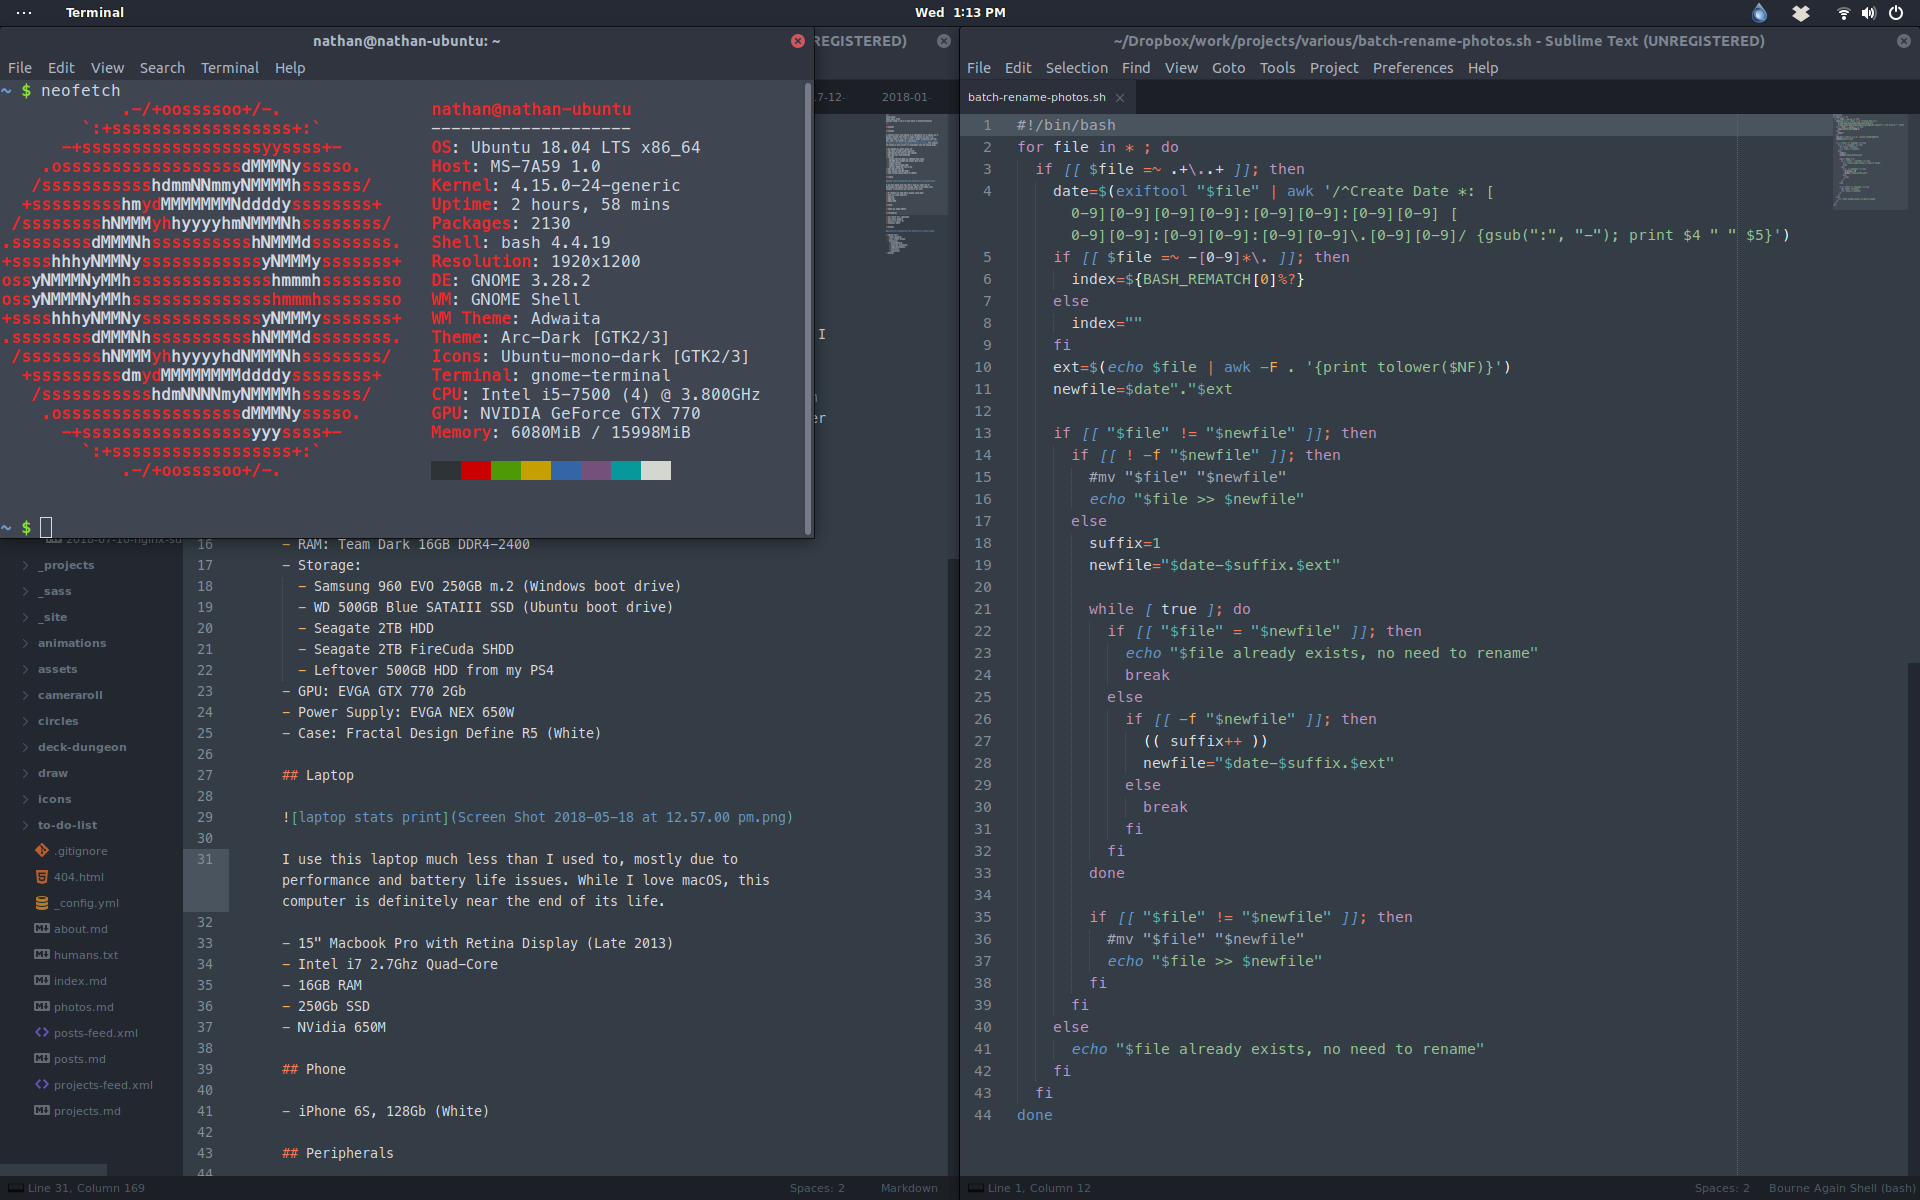 Terminal
Wed 1:13 PM
nathan@nathan-ubuntu: ~
File Edit View Search Terminal Help
~ $ neofetch
.-/+oossssoo+/-.
`:+ssssssssssssssssss+:`
-+ssssssssssssssssssyyssss+-
.ossssssssssssssssssdMMMNysssso.
/ssssssssssshdmmNNmmyNMMMMhssssss/
+ssssssssshmydMMMMMMMNddddyssssssss+
/sssssssshNMMMyhhyyyyhmNMMMNhssssssss/
.ssssssssdMMMNhsssssssssshNMMMdssssssss.
+sssshhhyNMMNyssssssssssssyNMMMysssssss+
ossyNMMMNyMMhsssssssssssssshmmmhssssssso
ossyNMMMNyMMhsssssssssssssshmmmhssssssso
+sssshhhyNMMNyssssssssssssyNMMMysssssss+
.ssssssssdMMMNhsssssssssshNMMMdssssssss.
/sssssssshNMMMyhhyyyyhdNMMMNhssssssss/
+sssssssssdmydMMMMMMMMddddyssssssss+
/ssssssssssshdmNNNNmyNMMMMhssssss/
.ossssssssssssssssssdMMMNysssso.
-+sssssssssssssssssyyyssss+-
`:+ssssssssssssssssss+:`
.-/+oossssoo+/-.
nathan@nathan-ubuntu
--------------------
OS: Ubuntu 18.04 LTS x86_64
Host: MS-7A59 1.0
Kernel: 4.15.0-24-generic
Uptime: 2 hours, 58 mins
Packages: 2130
Shell: bash 4.4.19
Resolution: 1920x1200
DE: GNOME 3.28.2
WM: GNOME Shell
WM Theme: Adwaita
Theme: Arc-Dark [GTK2/3]
Icons: Ubuntu-mono-dark [GTK2/3]
Terminal: gnome-terminal
CPU: Intel i5-7500 (4) @ 3.800GHz
GPU: NVIDIA GeForce GTX 770
Memory: 6080MiB / 15998MiB
~ $
REGISTERED)
7-12-
2018-01-
I
er
_projects
_sass
_site
animations
assets
cameraroll
circles
deck-dungeon
draw
icons
to-do-list
.gitignore
404.html
_config.yml
about.md
humans.txt
index.md
photos.md
posts-feed.xml
posts.md
projects-feed.xml
projects.md
16 - RAM: Team Dark 16GB DDR4-2400
17 - Storage:
18 - Samsung 960 EVO 250GB m.2 (Windows boot drive)
19 - WD 500GB Blue SATAIII SSD (Ubuntu boot drive)
20 - Seagate 2TB HDD
21 - Seagate 2TB FireCuda SHDD
22 - Leftover 500GB HDD from my PS4
23 - GPU: EVGA GTX 770 2Gb
24 - Power Supply: EVGA NEX 650W
25 - Case: Fractal Design Define R5 (White)
26
27 ## Laptop
28
29 ![laptop stats print](Screen Shot 2018-05-18 at 12.57.00 pm.png)
30
31 I use this laptop much less than I used to, mostly due to
performance and battery life issues. While I love macOS, this
computer is definitely near the end of its life.
32
33 - 15" Macbook Pro with Retina Display (Late 2013)
34 - Intel i7 2.7Ghz Quad-Core
35 - 16GB RAM
36 - 250Gb SSD
37 - NVidia 650M
38
39 ## Phone
40
41 - iPhone 6S, 128Gb (White)
42
43 ## Peripherals
44
Line 31, Column 169
Spaces: 2 Markdown
~/Dropbox/work/projects/various/batch-rename-photos.sh - Sublime Text (UNREGISTERED)
File Edit Selection Find View Goto Tools Project Preferences Help
batch-rename-photos.sh
1 #!/bin/bash
2 for file in * ; do
3 if [[ $file =~ .+\..+ ]]; then
4 date=$(exiftool "$file" | awk '/^Create Date *: [
0-9][0-9][0-9][0-9]:[0-9][0-9]:[0-9][0-9] [
0-9][0-9]:[0-9][0-9]:[0-9][0-9]\.[0-9][0-9]/ {gsub(":", "-"); print $4 " " $5}')
5 if [[ $file =~ -[0-9]*\. ]]; then
6 index=${BASH_REMATCH[0]%?}
7 else
8 index=""
9 fi
10 ext=$(echo $file | awk -F . '{print tolower($NF)}')
11 newfile=$date"."$ext
12
13 if [[ "$file" != "$newfile" ]]; then
14 if [[ ! -f "$newfile" ]]; then
15 #mv "$file" "$newfile"
16 echo "$file >> $newfile"
17 else
18 suffix=1
19 newfile="$date-$suffix.$ext"
20
21 while [ true ]; do
22 if [[ "$file" = "$newfile" ]]; then
23 echo "$file already exists, no need to rename"
24 break
25 else
26 if [[ -f "$newfile" ]]; then
27 (( suffix++ ))
28 newfile="$date-$suffix.$ext"
29 else
30 break
31 fi
32 fi
33 done
34
35 if [[ "$file" != "$newfile" ]]; then
36 #mv "$file" "$newfile"
37 echo "$file >> $newfile"
38 fi
39 fi
40 else
41 echo "$file already exists, no need to rename"
42 fi
43 fi
44 done
Line 1, Column 12
Spaces: 2 Bourne Again Shell (bash)